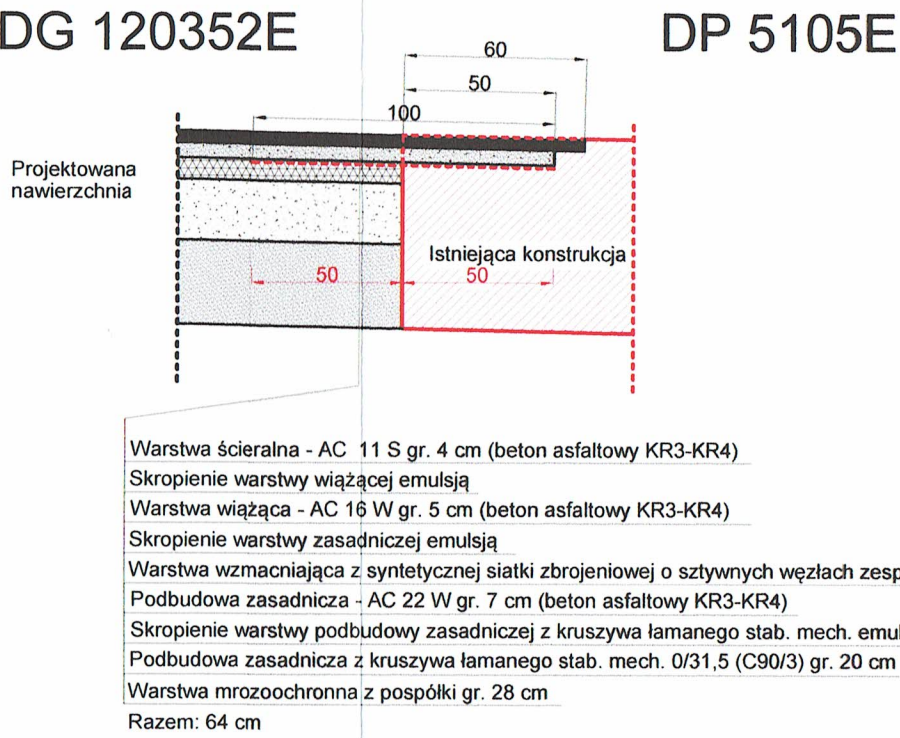 DG 120352E
DP 5105E
60
50
100
Projektowana
nawierzchnia
Istniejąca konstrukcja
50
50
Warstwa ścieralna - AC 11 S gr. 4 cm (beton asfaltowy KR3-KR4)
Skropienie warstwy wiążącej emulsją
Warstwa wiążąca - AC 16 W gr. 5 cm (beton asfaltowy KR3-KR4)
Skropienie warstwy zasadniczej emulsją
Warstwa wzmacniająca z syntetycznej siatki zbrojeniowej o sztywnych węzłach zesp
Podbudowa zasadnicza - AC 22 W gr. 7 cm (beton asfaltowy KR3-KR4)
Skropienie warstwy podbudowy zasadniczej z kruszywa łamanego stab. mech. emul
Podbudowa zasadnicza z kruszywa łamanego stab. mech. 0/31,5 (C90/3) gr. 20 cm
Warstwa mrozoochronna z pospółki gr. 28 cm
Razem: 64 cm